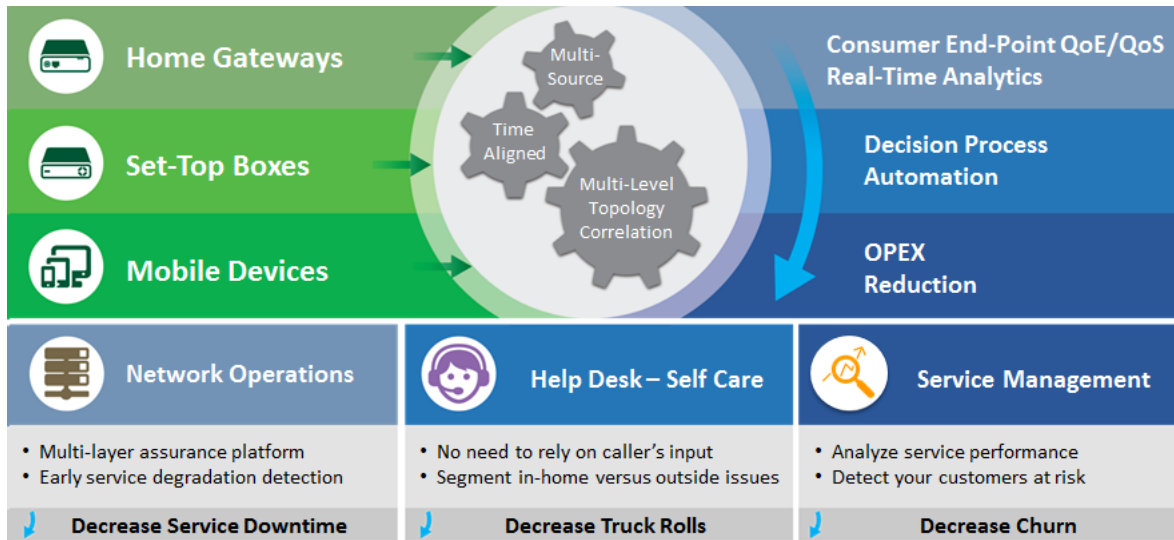 Home Gateways
Set-Top Boxes
Mobile Devices
Multi-
Source
Time
Aligned
Multi-Level
Topology
Correlation
Consumer End-Point QoE/QoS
Real-Time Analytics
Decision Process
Automation
OPEX
Reduction
Network Operations
• Multi-layer assurance platform
• Early service degradation detection
Decrease Service Downtime
Help Desk – Self Care
• No need to rely on caller's input
• Segment in-home versus outside issues
Decrease Truck Rolls
Service Management
• Analyze service performance
• Detect your customers at risk
Decrease Churn